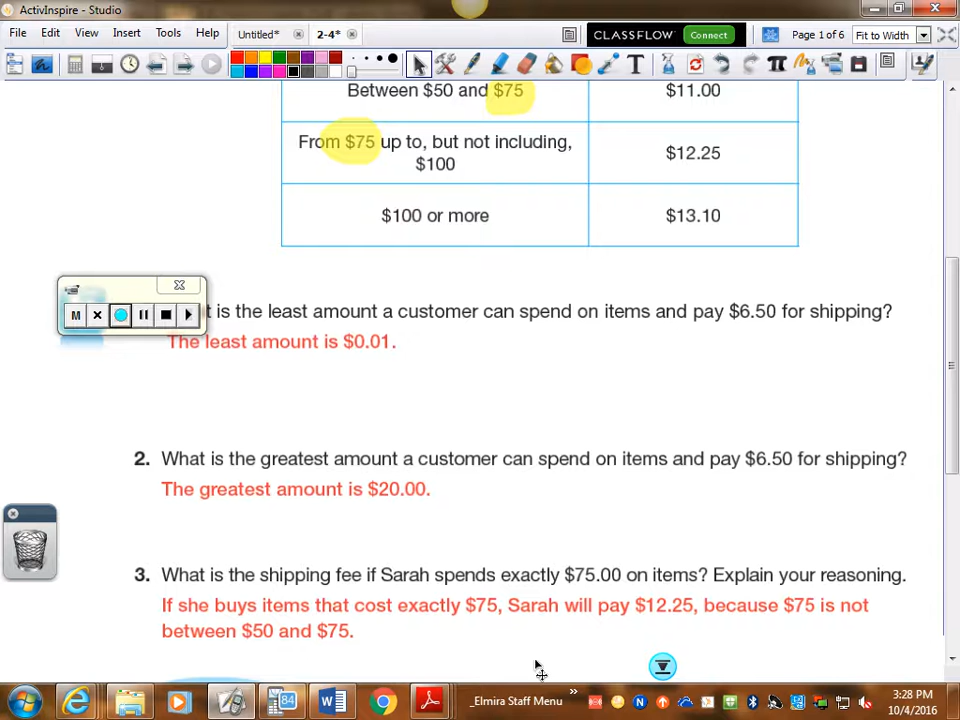 ActivInspire - Studio
File Edit View Insert Tools Help Untitled* 2-4* CLASSFLOW Connect Page 1 of 6 Fit to Width
Between $50 and $75 $11.00
From $75 up to, but not including, $100 $12.25
$100 or more $13.10
M
t is the least amount a customer can spend on items and pay $6.50 for shipping?
The least amount is $0.01.
2. What is the greatest amount a customer can spend on items and pay $6.50 for shipping?
The greatest amount is $20.00.
3. What is the shipping fee if Sarah spends exactly $75.00 on items? Explain your reasoning.
If she buys items that cost exactly $75, Sarah will pay $12.25, because $75 is not
between $50 and $75.
_Elmira Staff Menu
3:28 PM
10/4/2016